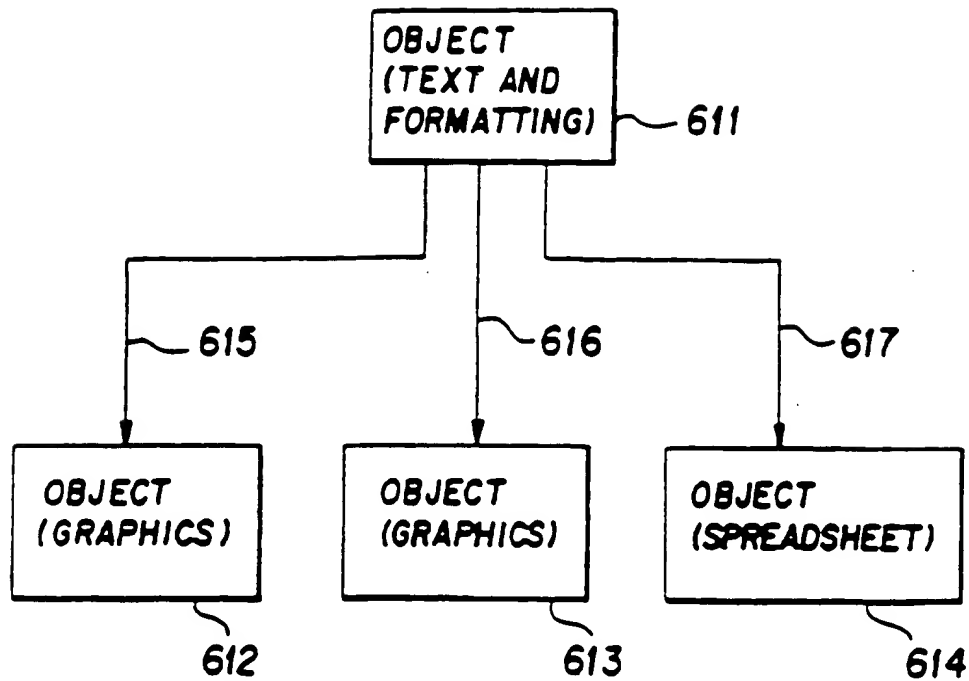 OBJECT
(TEXT AND
FORMATTING)
611
615
616
617
OBJECT
(GRAPHICS)
OBJECT
(GRAPHICS)
OBJECT
(SPREADSHEET)
612
613
614